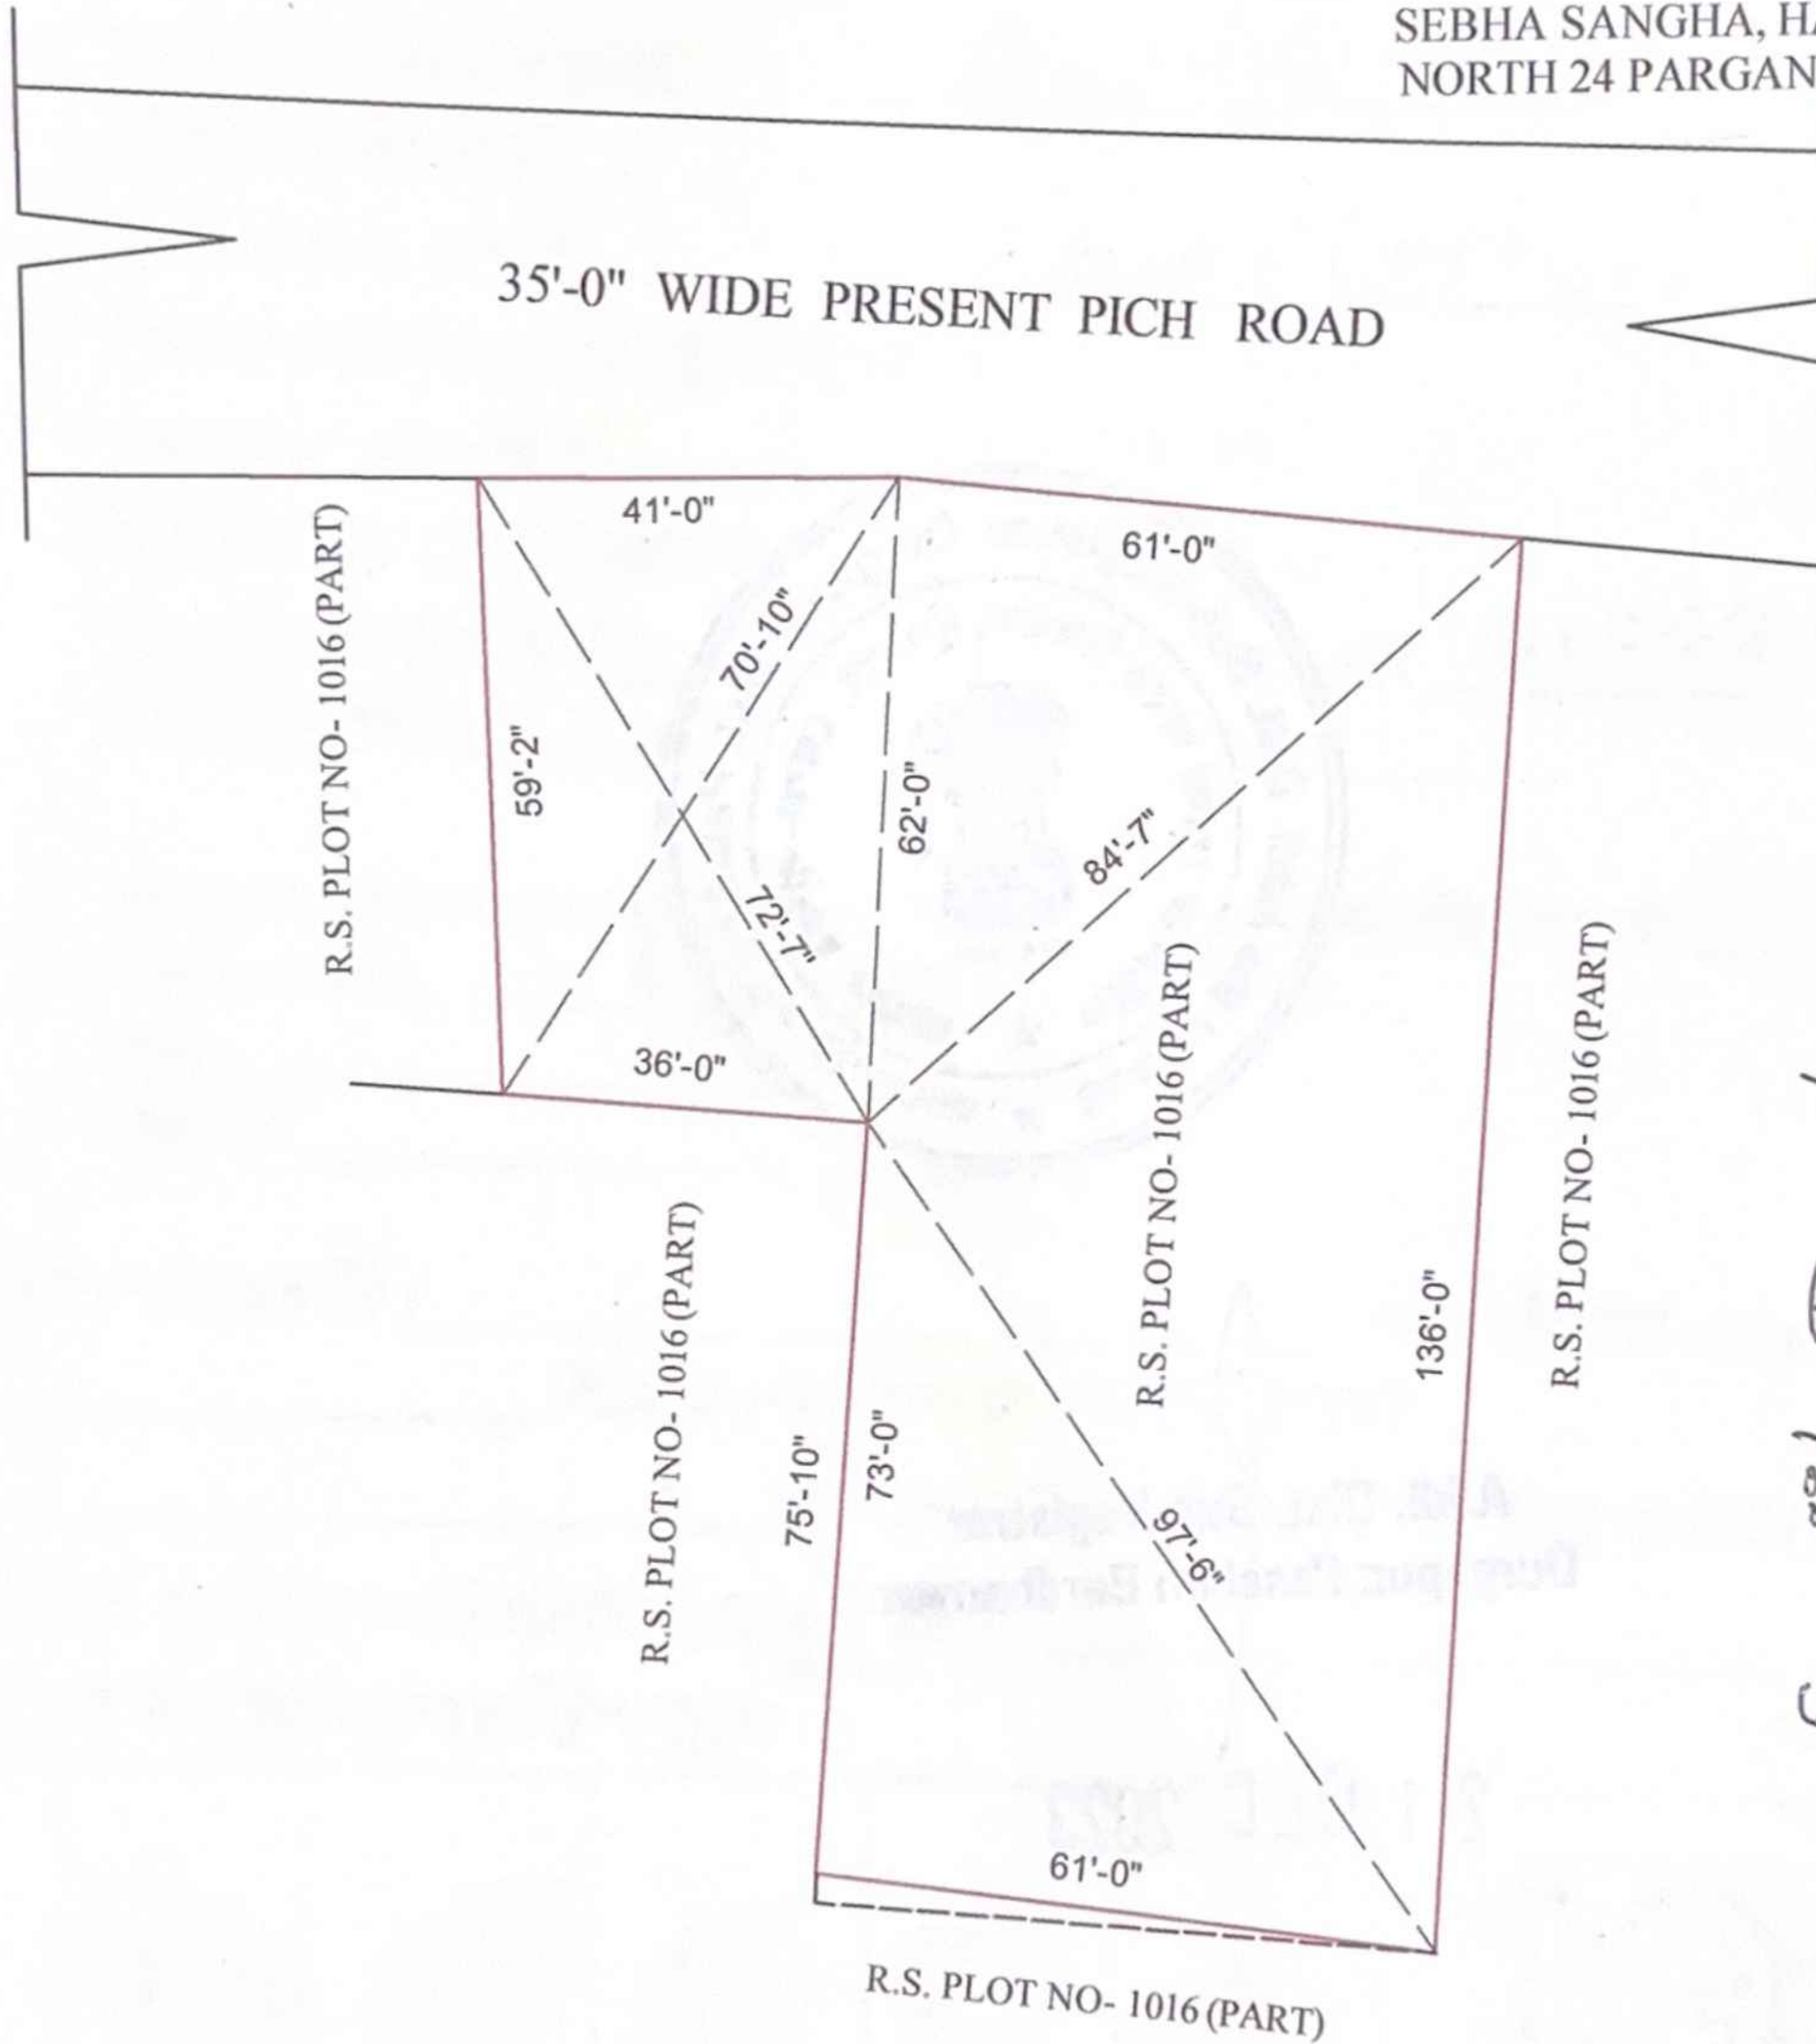 SEBHA SANGHA,
NORTH 24
35'-0" WIDE PRESENT PICH ROAD
41'-0"
61'-0"
R.S. PLOT NO- 1016 (PART)
59'-2"
70'-10"
72'-7"
62'-0"
84'-7"
36'-0"
R.S. PLOT NO- 1016 (PART)
R.S. PLOT NO- 1016 (PART)
136'-0"
R.S. PLOT NO- 1016 (PART)
75'-10"
73'-0"
97'-6"
61'-0"
R.S. PLOT NO- 1016 (PART)